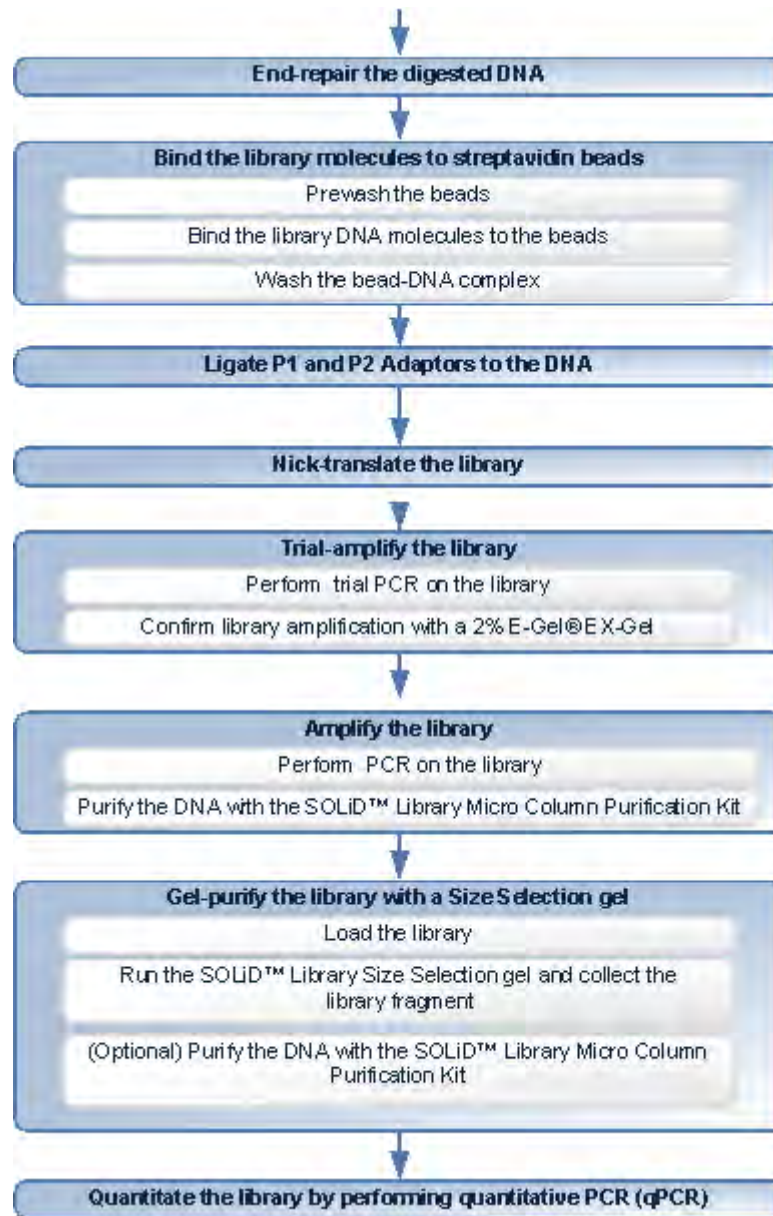 End-repair the digested DNA
Bind the library molecules to streptavidin beads
Prewash the beads
Bind the library DNA molecules to the beads
Wash the bead-DNA complex
Ligate P1 and P2 Adaptors to the DNA
Nick-translate the library
Trial-amplify the library
Perform trial PCR on the library
Confirm library amplification with a 2% E-Gel® EX-Gel
Amplify the library
Perform PCR on the library
Purify the DNA with the SOLiD™ Library Micro Column Purification Kit
Gel-purify the library with a Size Selection gel
Load the library
Run the SOLiD™ Library Size Selection gel and collect the
library fragment
(Optional) Purify the DNA with the SOLiD™ Library Micro Column
Purification Kit
Quantitate the library by performing quantitative PCR (qPCR)